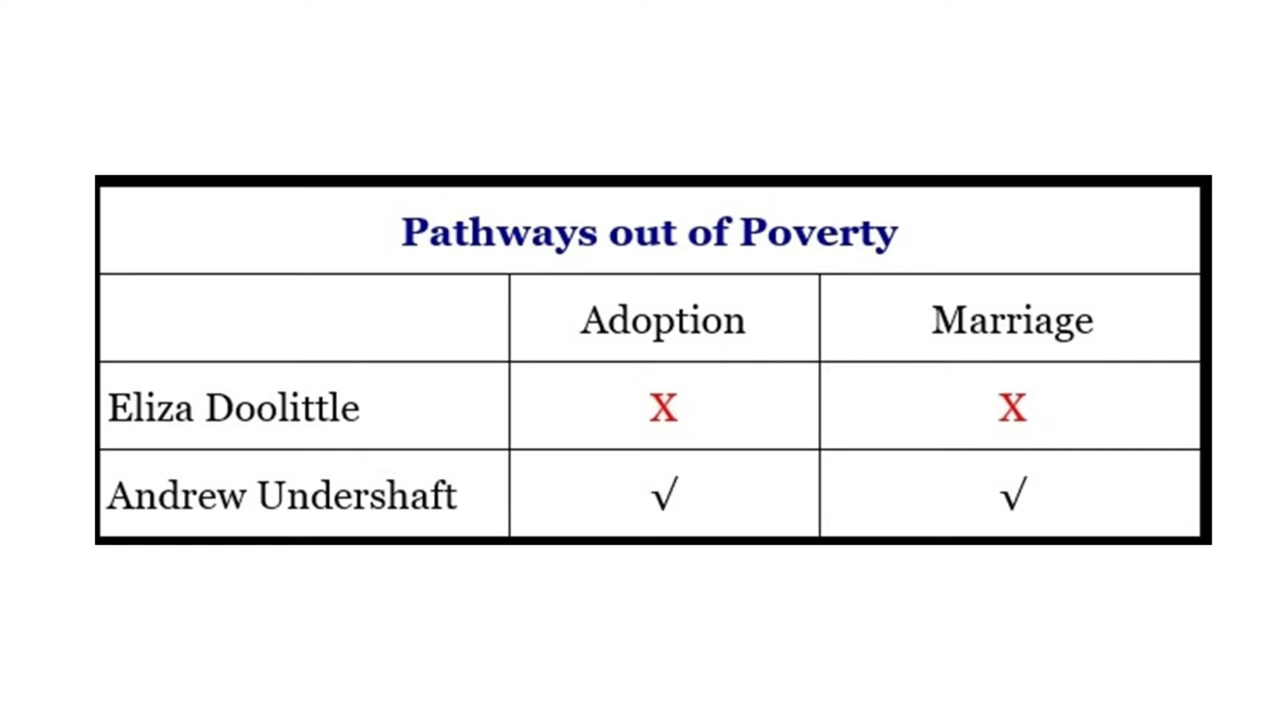 Pathways out of Poverty
Adoption Marriage
Eliza Doolittle X X
Andrew Undershaft √ √